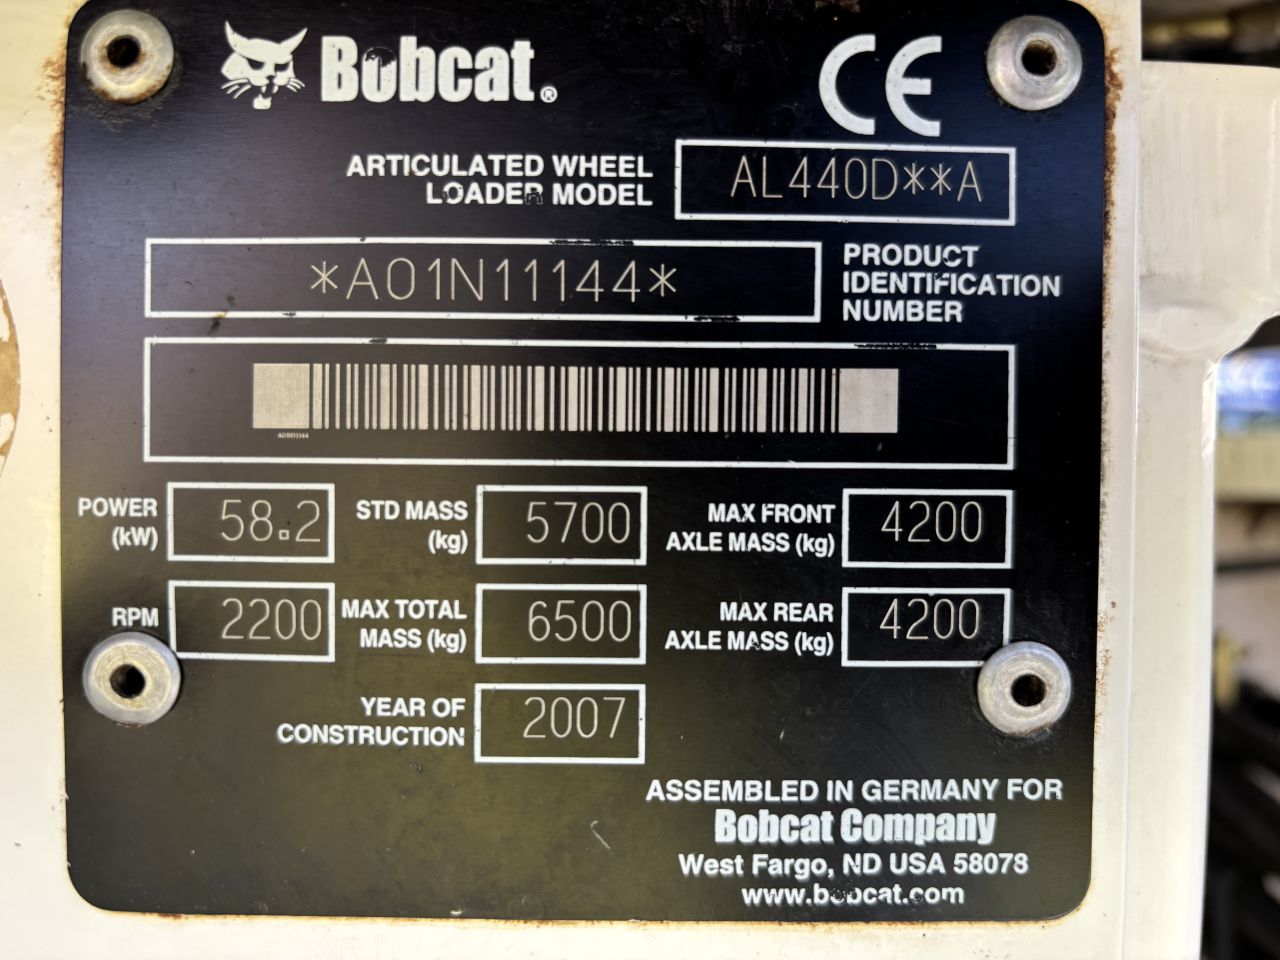 Bobcat®
CE
ARTICULATED WHEEL
LOADER MODEL
AL440D**A
*A01N11144*
PRODUCT
IDENTIFICATION
NUMBER
A01N11144
POWER
(kW)
58.2
STD MASS
(kg)
5700
MAX FRONT
AXLE MASS (kg)
4200
RPM
2200
MAX TOTAL
MASS (kg)
6500
MAX REAR
AXLE MASS (kg)
4200
YEAR OF
CONSTRUCTION
2007
ASSEMBLED IN GERMANY FOR
Bobcat Company
West Fargo, ND USA 58078
www.bobcat.com